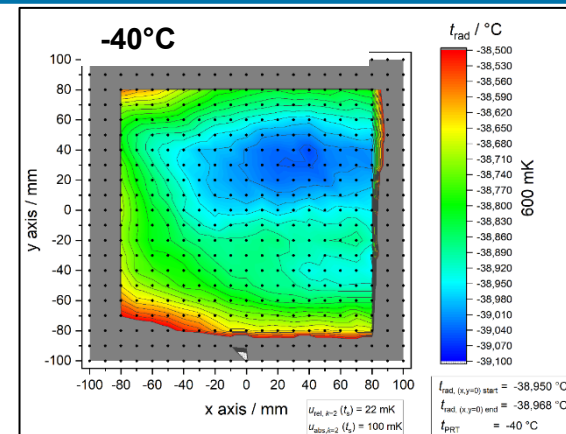 -40°C
t_rad / °C
100
80
60
40
20
0
-20
-40
-60
-80
-100
y axis / mm
-100 -80 -60 -40 -20 0 20 40 60 80 100
x axis / mm
-38,500
-38,530
-38,560
-38,590
-38,620
-38,650
-38,680
-38,710
-38,740
-38,770
-38,800
-38,830
-38,860
-38,890
-38,920
-38,950
-38,980
-39,010
-39,040
-39,070
-39,100
600 mK
u_rel, k=2 (t_s) = 22 mK
u_abs,k=2 (t_s) = 100 mK
t_rad, (x,y=0) start = -38,950 °C
t_rad, (x,y=0) end = -38,968 °C
t_PRT = -40 °C